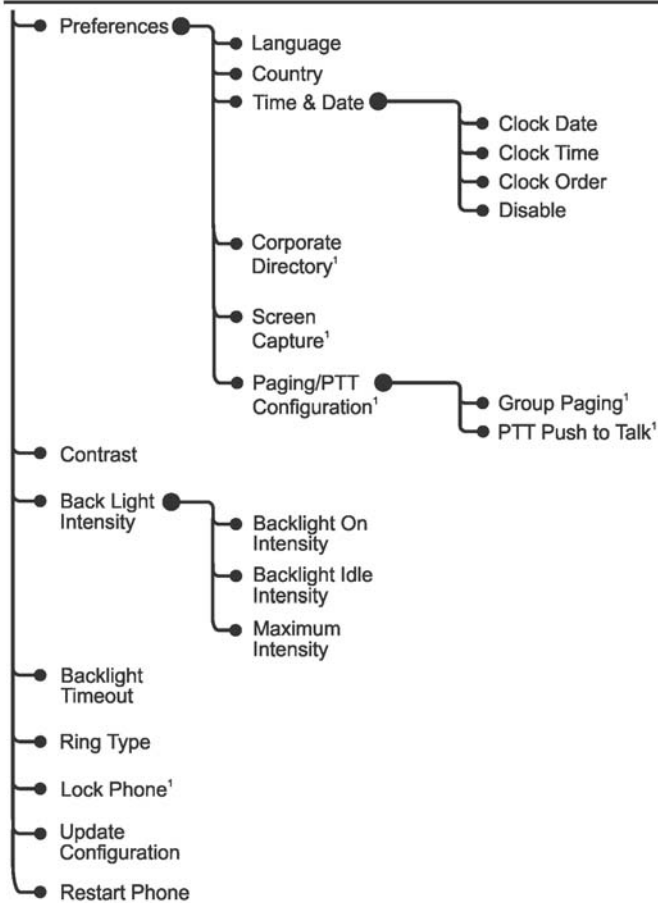 Preferences
Language
Country
Time & Date
Clock Date
Clock Time
Clock Order
Disable
Corporate
Directory¹
Screen
Capture¹
Paging/PTT
Configuration¹
Group Paging¹
PTT Push to Talk¹
Contrast
Back Light
Intensity
Backlight On
Intensity
Backlight Idle
Intensity
Maximum
Intensity
Backlight
Timeout
Ring Type
Lock Phone¹
Update
Configuration
Restart Phone